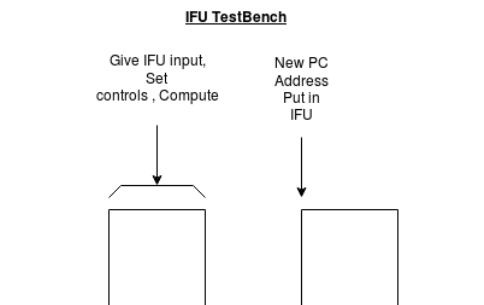 IFU TestBench
Give IFU input,
Set
controls , Compute
New PC
Address
Put in
IFU